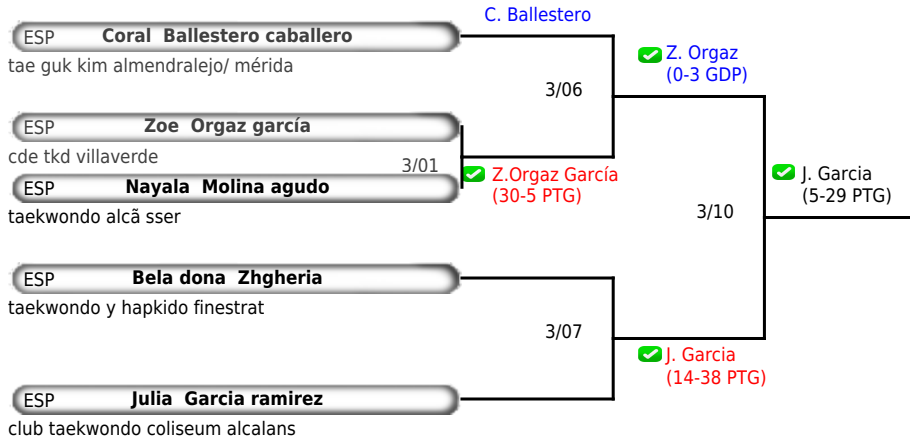 C. Ballestero
ESP Coral Ballestero caballero
tae guk kim almendralejo/ mérida
Z. Orgaz
(0-3 GDP)
3/06
ESP Zoe Orgaz garcía
cde tkd villaverde
3/01
Z.Orgaz García
(30-5 PTG)
ESP Nayala Molina agudo
taekwondo alcã sser
J. Garcia
(5-29 PTG)
3/10
ESP Bela dona Zhgheria
taekwondo y hapkido finestrat
3/07
J. Garcia
(14-38 PTG)
ESP Julia Garcia ramirez
club taekwondo coliseum alcalans